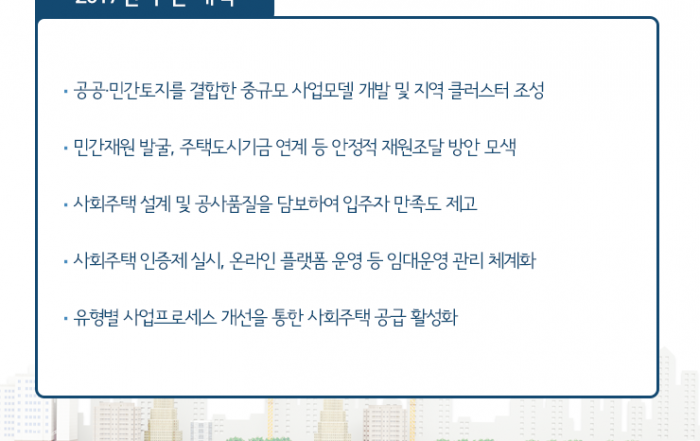 · 공공·민간토지를 결합한 중규모 사업모델 개발 및 지역 클러스터 조성
· 민간재원 발굴, 주택도시기금 연계 등 안정적 재원조달 방안 모색
· 사회주택 설계 및 공사품질을 담보하여 입주자 만족도 제고
· 사회주택 인증제 실시, 온라인 플랫폼 운영 등 임대운영 관리 체계화
· 유형별 사업프로세스 개선을 통한 사회주택 공급 활성화